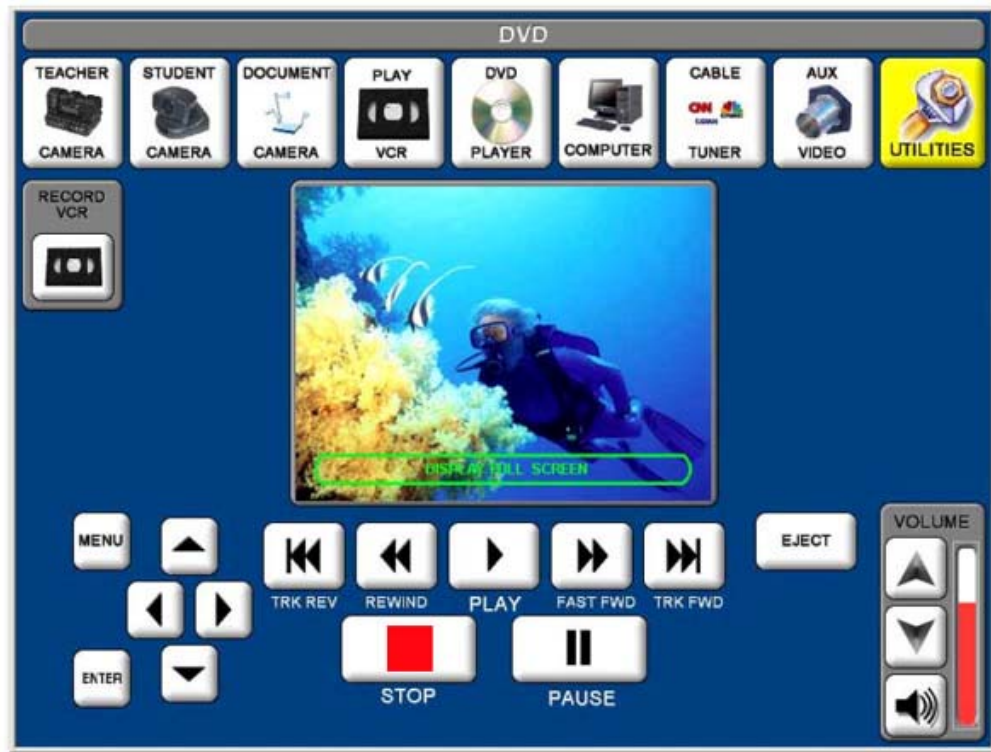 DVD
TEACHER
CAMERA
STUDENT
CAMERA
DOCUMENT
CAMERA
PLAY
VCR
DVD
PLAYER
COMPUTER
CABLE
CNN
TUNER
AUX
VIDEO
UTILITIES
RECORD
VCR
DISPLAY FULL SCREEN
MENU
ENTER
TRK REV
REWIND
PLAY
FAST FWD
TRK FWD
EJECT
STOP
PAUSE
VOLUME